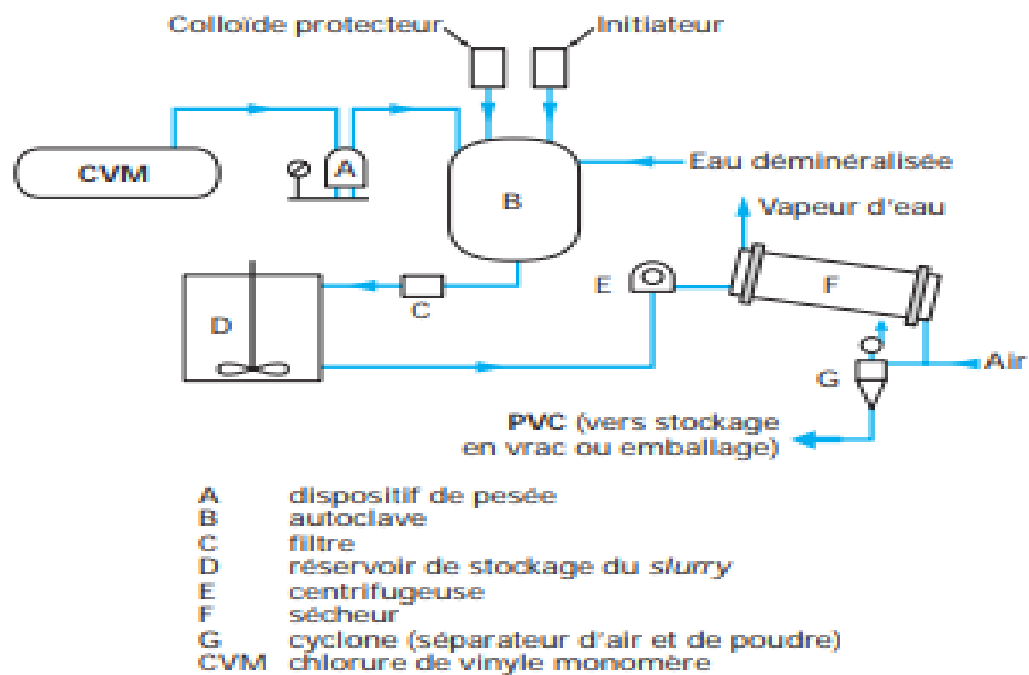 Colloïde protecteur
Initiateur
CVM
A
B
Eau déminéralisée
Vapeur d'eau
E
F
C
D
G
Air
PVC (vers stockage
en vrac ou emballage)
A dispositif de pesée
B autoclave
C filtre
D réservoir de stockage du slurry
E centrifugeuse
F sécheur
G cyclone (séparateur d'air et de poudre)
CVM chlorure de vinyle monomère